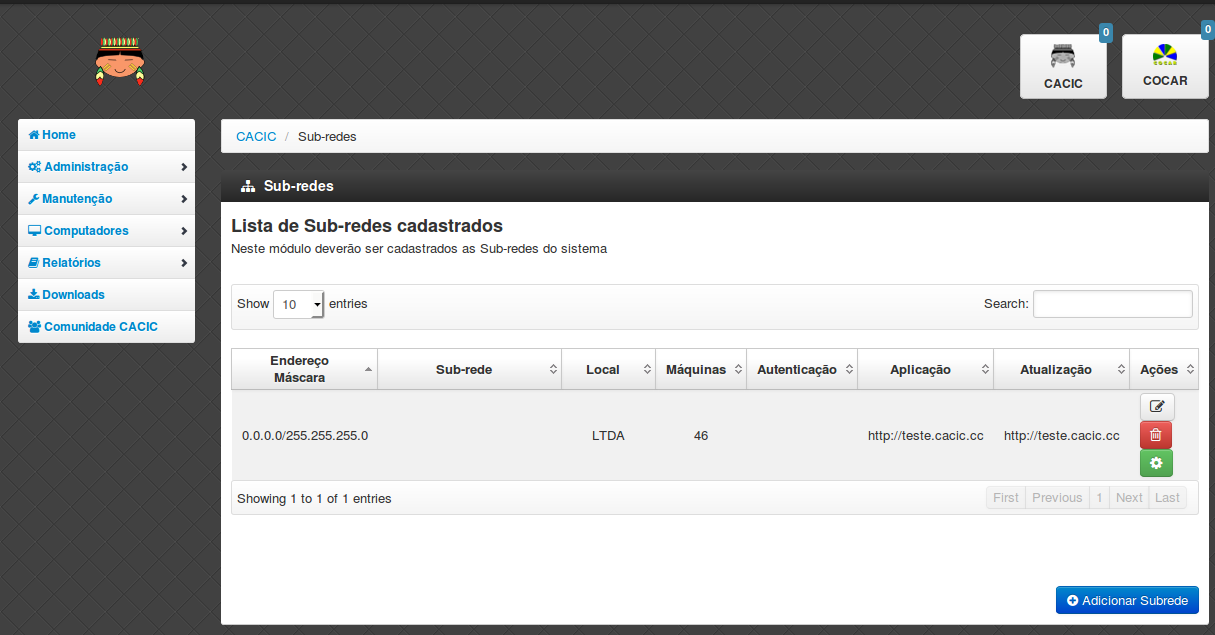 0
0
CACIC
COCAR
COCAR
Home
Administração
Manutenção
Computadores
Relatórios
Downloads
Comunidade CACIC
CACIC / Sub-redes
Sub-redes
Lista de Sub-redes cadastrados
Neste módulo deverão ser cadastrados as Sub-redes do sistema
Show 10 entries
Search:
Endereço
Máscara
Sub-rede
Local
Máquinas
Autenticação
Aplicação
Atualização
Ações
0.0.0.0/255.255.255.0
LTDA
46
http://teste.cacic.cc
http://teste.cacic.cc
Showing 1 to 1 of 1 entries
First Previous 1 Next Last
Adicionar Subrede